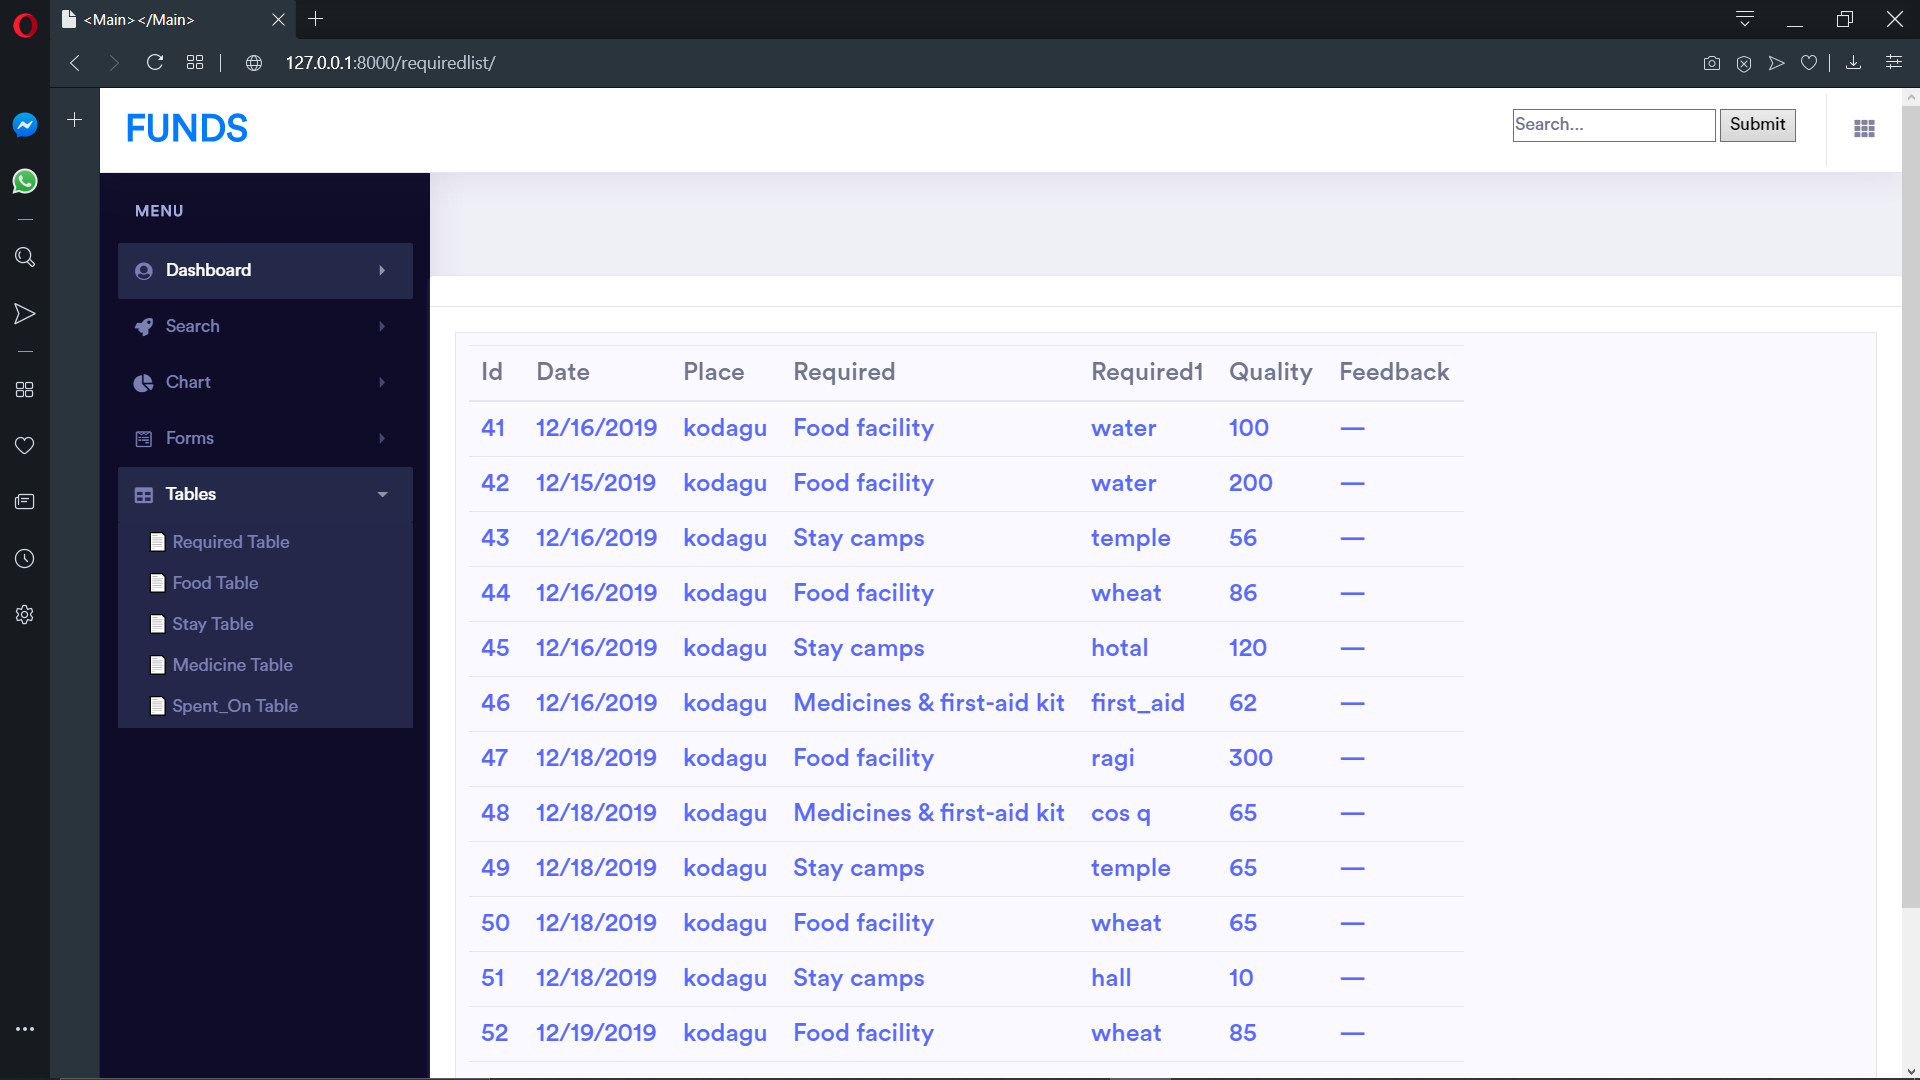 <Main></Main>
127.0.0.1:8000/requiredlist/
FUNDS
Search...
Submit
MENU
Dashboard
Search
Chart
Forms
Tables
Required Table
Food Table
Stay Table
Medicine Table
Spent_On Table
Id Date Place Required Required1 Quality Feedback
41 12/16/2019 kodagu Food facility water 100 —
42 12/15/2019 kodagu Food facility water 200 —
43 12/16/2019 kodagu Stay camps temple 56 —
44 12/16/2019 kodagu Food facility wheat 86 —
45 12/16/2019 kodagu Stay camps hotal 120 —
46 12/16/2019 kodagu Medicines & first-aid kit first_aid 62 —
47 12/18/2019 kodagu Food facility ragi 300 —
48 12/18/2019 kodagu Medicines & first-aid kit cos q 65 —
49 12/18/2019 kodagu Stay camps temple 65 —
50 12/18/2019 kodagu Food facility wheat 65 —
51 12/18/2019 kodagu Stay camps hall 10 —
52 12/19/2019 kodagu Food facility wheat 85 —